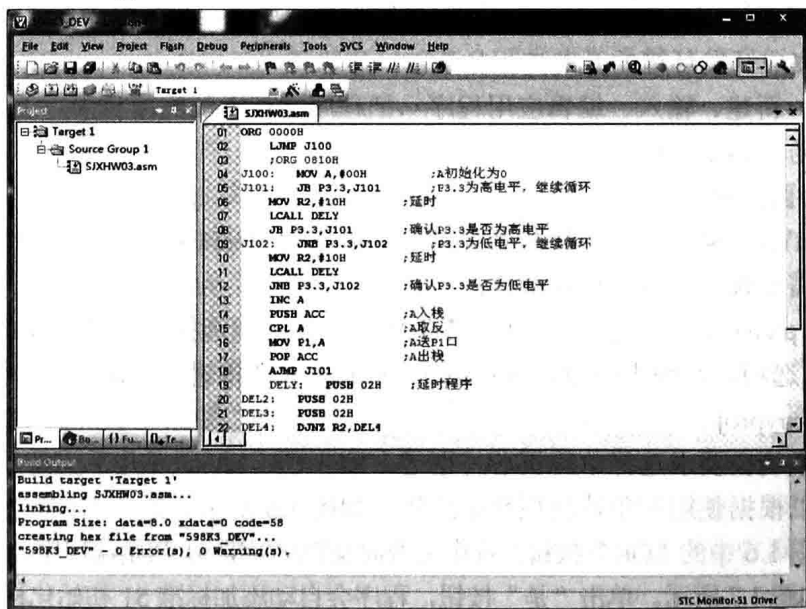 File Edit View Project Flash Debug Peripherals Tools SVCS Window Help
Target 1
Project
SJXHW03.asm
Target 1
Source Group 1
SJXHW03.asm
01 ORG 0000H
02 LJMP J100
03 ;ORG 0810H
04 J100: MOV A,#00H ;A初始化为0
05 J101: JB P3.3,J101 ;P3.3为高电平，继续循环
06 MOV R2,#10H ;延时
07 LCALL DELY
08 JB P3.3,J101 ;确认P3.3是否为高电平
09 J102: JNB P3.3,J102 ;P3.3为低电平，继续循环
10 MOV R2,#10H ;延时
11 LCALL DELY
12 JNB P3.3,J102 ;确认P3.3是否为低电平
13 INC A
14 PUSH ACC ;A入栈
15 CPL A ;A取反
16 MOV P1,A ;A送P1口
17 POP ACC ;A出栈
18 AJMP J101
19 DELY: PUSH 02H ;延时程序
20 DEL2: PUSH 02H
21 DEL3: PUSH 02H
22 DEL4: DJNZ R2,DEL4
Pr... Bo... {} Fu... Te...
Build Output
Build target 'Target 1'
assembling SJXHW03.asm...
linking...
Program Size: data=8.0 xdata=0 code=58
creating hex file from "598K3_DEV"...
"598K3_DEV" - 0 Error(s), 0 Warning(s).
STC Monitor-51 Driver